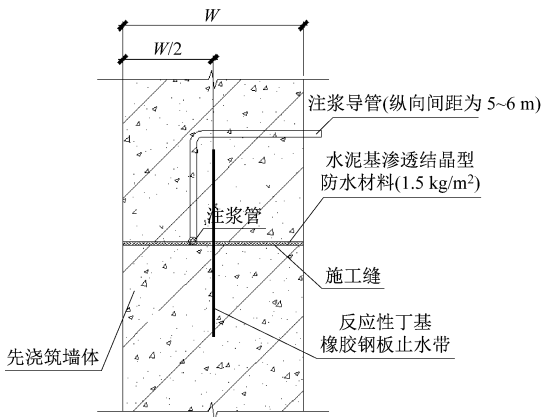 W
W/2
注浆导管(纵向间距为 5~6 m)
水泥基渗透结晶型
防水材料(1.5 kg/m²)
注浆管
施工缝
反应性丁基
橡胶钢板止水带
先浇筑墙体